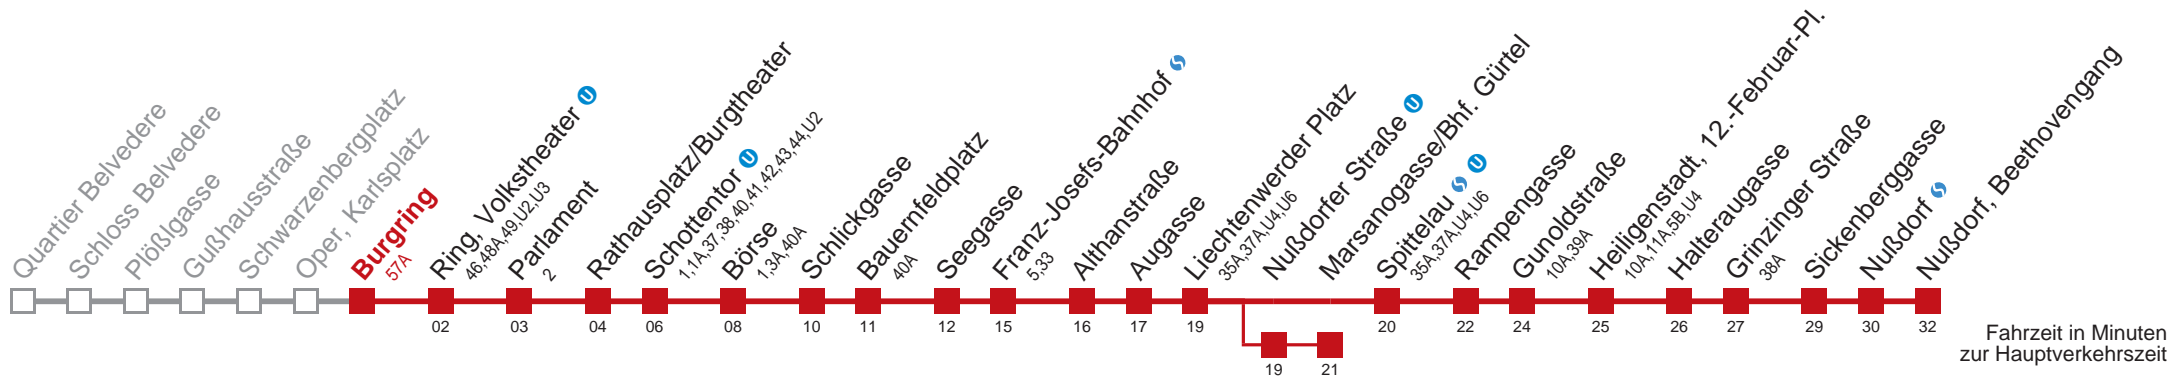 Quartier Belvedere
Schloss Belvedere
Plößlgasse
Gußhausstraße
Schwarzenbergplatz
Oper, Karlsplatz
Burgring
57A
Ring, Volkstheater U
46,48A,49,U2,U3
02
Parlament
2
03
Rathausplatz/Burgtheater
04
Schottentor U
1,1A,37,38,40,41,42,43,44,U2
06
Börse
1,3A,40A
08
Schlickgasse
10
Bauernfeldplatz
40A
11
Seegasse
12
Franz-Josefs-Bahnhof S
5,33
15
Althanstraße
16
Augasse
17
Liechtenwerder Platz
35A,37A,U4,U6
19
Nußdorfer Straße U
19
Marsanogasse/Bhf. Gürtel
21
Spittelau S U
35A,37A,U4,U6
20
Rampengasse
22
Gunoldstraße
10A,39A
24
Heiligenstadt, 12.-Februar-Pl.
10A,11A,5B,U4
25
Halteraugasse
26
Grinzinger Straße
38A
27
Sickenberggasse
29
Nußdorf S
30
Nußdorf, Beethovengang
32
Fahrzeit in Minuten
zur Hauptverkehrszeit